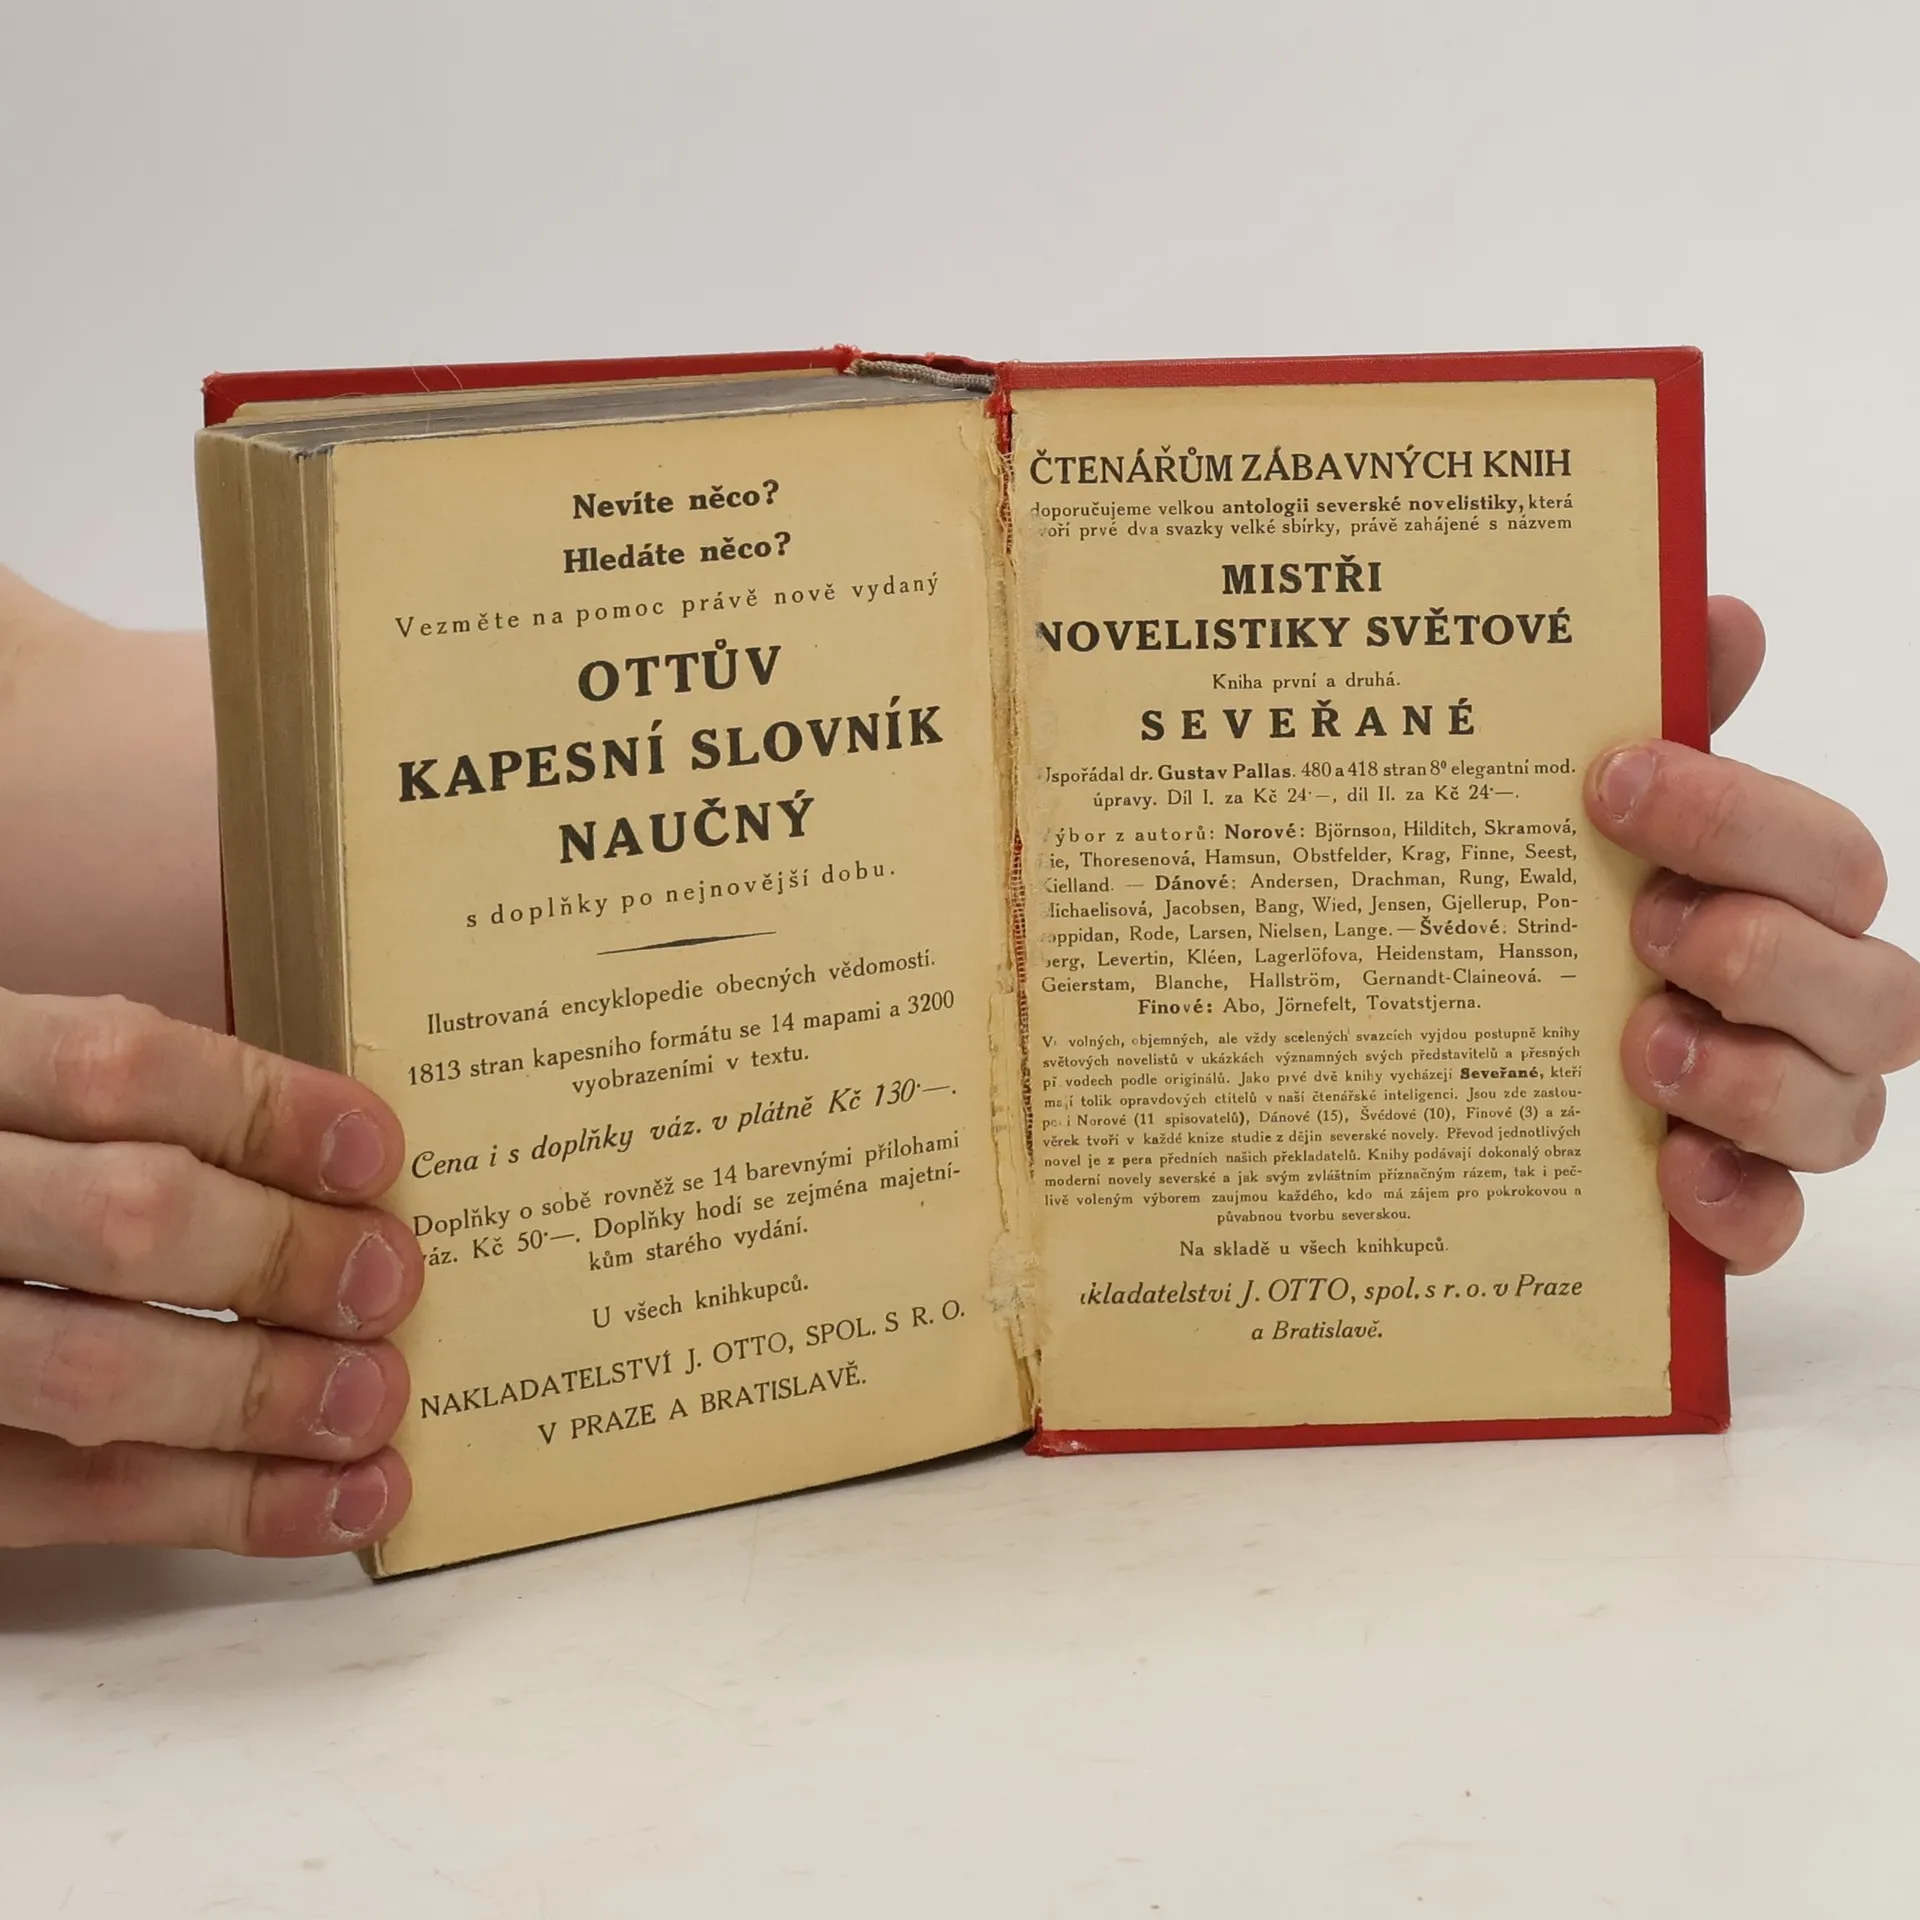 Nevíte něco?
Hledáte něco?
Vezměte na pomoc právě nově vydaný
OTTŮV
KAPESNÍ SLOVNÍK
NAUČNÝ
s doplňky po nejnovější dobu.
Ilustrovaná encyklopedie obecných vědomostí.
1813 stran kapesního formátu se 14 mapami a 3200
vyobrazeními v textu.
Cena i s doplňky váz. v plátně Kč 130·—.
Doplňky o sobě rovněž se 14 barevnými přílohami
váz. Kč 50·—. Doplňky hodí se zejména majetní-
kům starého vydání.
U všech knihkupců.
NAKLADATELSTVÍ J. OTTO, SPOL. S R. O.
V PRAZE A BRATISLAVĚ.
ČTENÁŘŮM ZÁBAVNÝCH KNIH
doporučujeme velkou antologii severské novelistiky, která
voří prvé dva svazky velké sbírky, právě zahájené s názvem
MISTŘI
NOVELISTIKY SVĚTOVÉ
Kniha první a druhá.
SEVEŘANÉ
Uspořádal dr. Gustav Pallas. 480 a 418 stran 8⁰ elegantní mod.
úpravy. Díl I. za Kč 24·—, díl II. za Kč 24·—.
ýbor z autorů: Norové: Björnson, Hilditch, Skramová,
ie, Thoresenová, Hamsun, Obstfelder, Krag, Finne, Seest,
Kielland. — Dánové: Andersen, Drachman, Rung, Ewald,
Michaelisová, Jacobsen, Bang, Wied, Jensen, Gjellerup, Pon-
oppidan, Rode, Larsen, Nielsen, Lange. — Švédové: Strind-
berg, Levertin, Kléen, Lagerlöfova, Heidenstam, Hansson,
Geierstam, Blanche, Hallström, Gernandt-Claineová. —
Finové: Abo, Jörnefelt, Tovatstjerna.
V volných, objemných, ale vždy scelených svazcích vyjdou postupně knihy
světových novelistů v ukázkách významných svých představitelů a přesných
př vodech podle originálů. Jako prvé dvě knihy vycházejí Seveřané, kteří
mají tolik opravdových ctitelů v naší čtenářské inteligenci. Jsou zde zastou-
pe i Norové (11 spisovatelů), Dánové (15), Švédové (10), Finové (3) a zá-
věrek tvoří v každé knize studie z dějin severské novely. Převod jednotlivých
novel je z pera předních našich překladatelů. Knihy podávají dokonalý obraz
moderní novely severské a jak svým zvláštním příznačným rázem, tak i peč-
livě voleným výborem zaujmou každého, kdo má zájem pro pokrokovou a
půvabnou tvorbu severskou.
Na skladě u všech knihkupců.
kladatelství J. OTTO, spol. s r. o. v Praze
a Bratislavě.